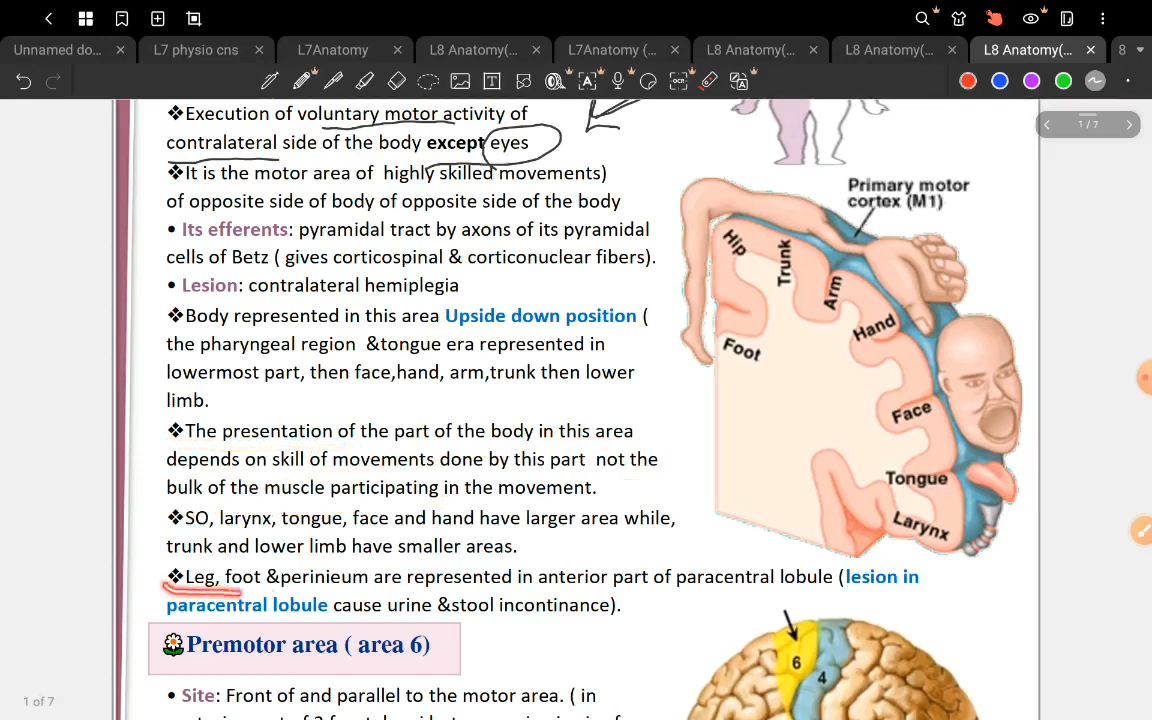 Unnamed do...
L7 physio cns
L7Anatomy
L8 Anatomy(...
L7Anatomy (...
L8 Anatomy(...
L8 Anatomy(...
L8 Anatomy(...
8
A
T
OCR
A
1/7
❖Execution of voluntary motor activity of
contralateral side of the body except eyes
❖It is the motor area of highly skilled movements)
of opposite side of body of opposite side of the body
• Its efferents: pyramidal tract by axons of its pyramidal
cells of Betz ( gives corticospinal & corticonuclear fibers).
• Lesion: contralateral hemiplegia
❖Body represented in this area Upside down position (
the pharyngeal region &tongue era represented in
lowermost part, then face,hand, arm,trunk then lower
limb.
❖The presentation of the part of the body in this area
depends on skill of movements done by this part not the
bulk of the muscle participating in the movement.
❖SO, larynx, tongue, face and hand have larger area while,
trunk and lower limb have smaller areas.
❖Leg, foot &perinieum are represented in anterior part of paracentral lobule (lesion in
paracentral lobule cause urine &stool incontinance).
Primary motor
cortex (M1)
Hip
Trunk
Arm
Hand
Foot
Face
Tongue
Larynx
Premotor area ( area 6)
6
4
• Site: Front of and parallel to the motor area. ( in
1 of 7